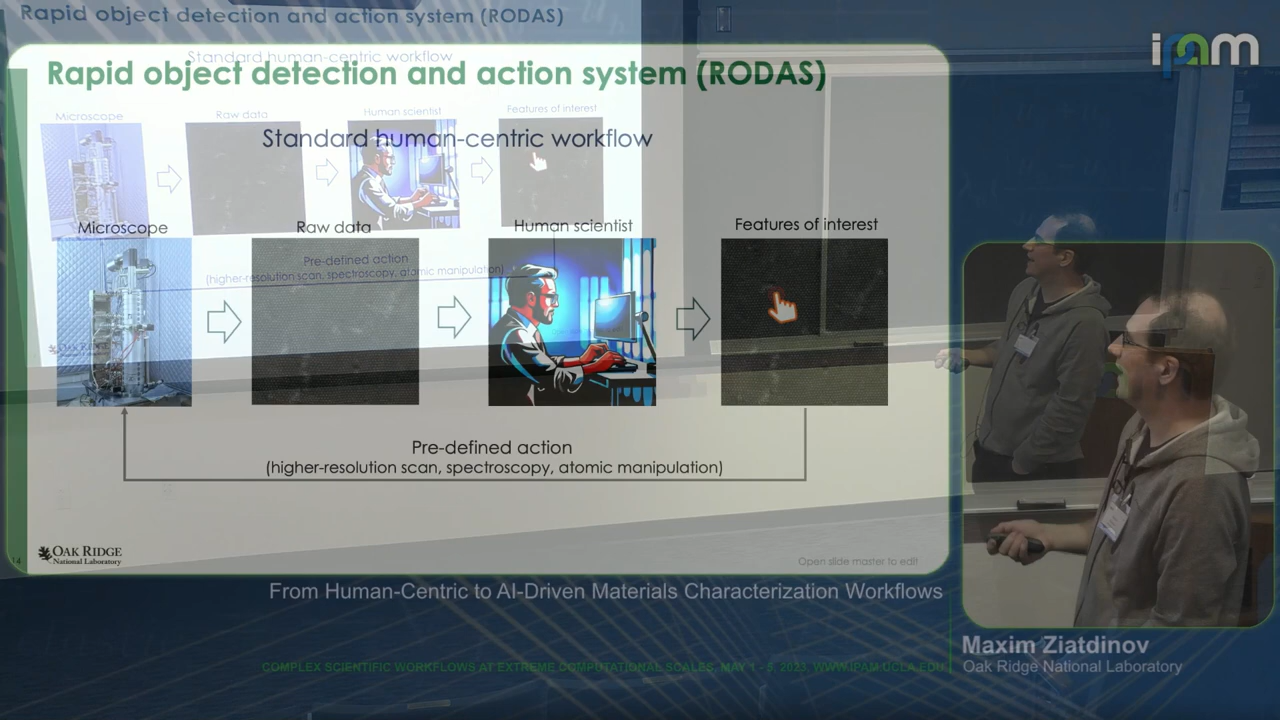 Rapid object detection and action system (RODAS)
Standard human-centric workflow
Rapid object detection and action system (RODAS)
Microscope
Raw data
Human scientist
Features of interest
Standard human-centric workflow
Microscope
Raw data
Human scientist
Features of interest
Pre-defined action
(higher-resolution scan, spectroscopy, atomic manipulation)
Pre-defined action
(higher-resolution scan, spectroscopy, atomic manipulation)
OAK RIDGE
National Laboratory
OAK RIDGE
14
Open slide master to edit
From Human-Centric to AI-Driven Materials Characterization Workflows
COMPLEX SCIENTIFIC WORKFLOWS AT EXTREME COMPUTATIONAL SCALES, MAY 1 - 5, 2023, WWW.IPAM.UCLA.EDU
Maxim Ziatdinov
Oak Ridge National Laboratory
ipam